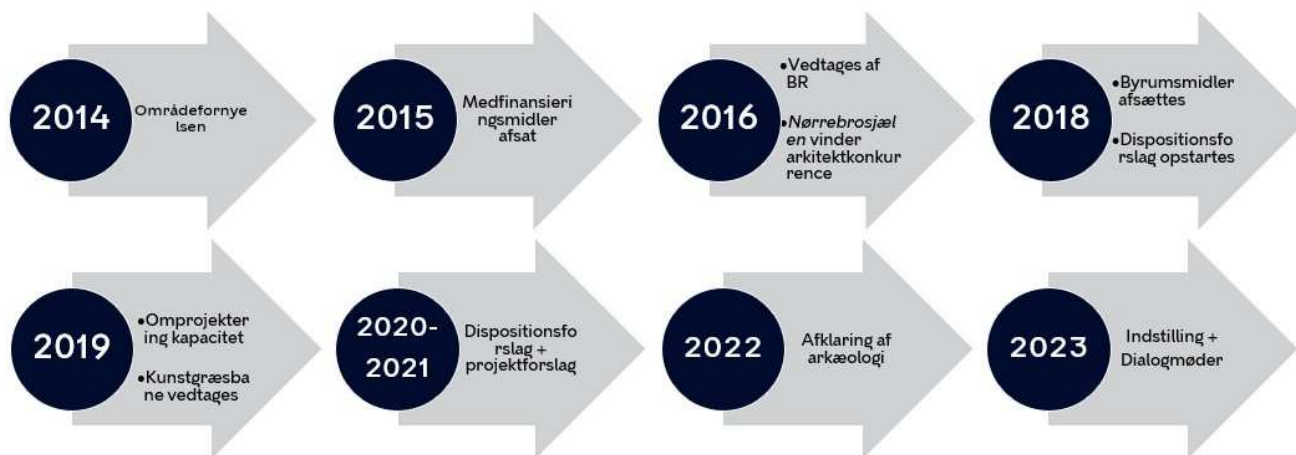 2014
Områdefornye
lsen
2015
Medfinansieri
ngsmidler
afsat
2016
•Vedtages af
BR
•Nørrebrosjæl
en vinder
arkitektkonkur
rence
2018
•Byrumsmidler
afsættes
•Dispositionsfo
rslag opstartes
2019
•Omprojekter
ing kapacitet
•Kunstgræsba
ne vedtages
2020-
2021
Dispositionsfo
rslag +
projektforslag
2022
Afklaring af
arkæologi
2023
Indstilling +
Dialogmøder